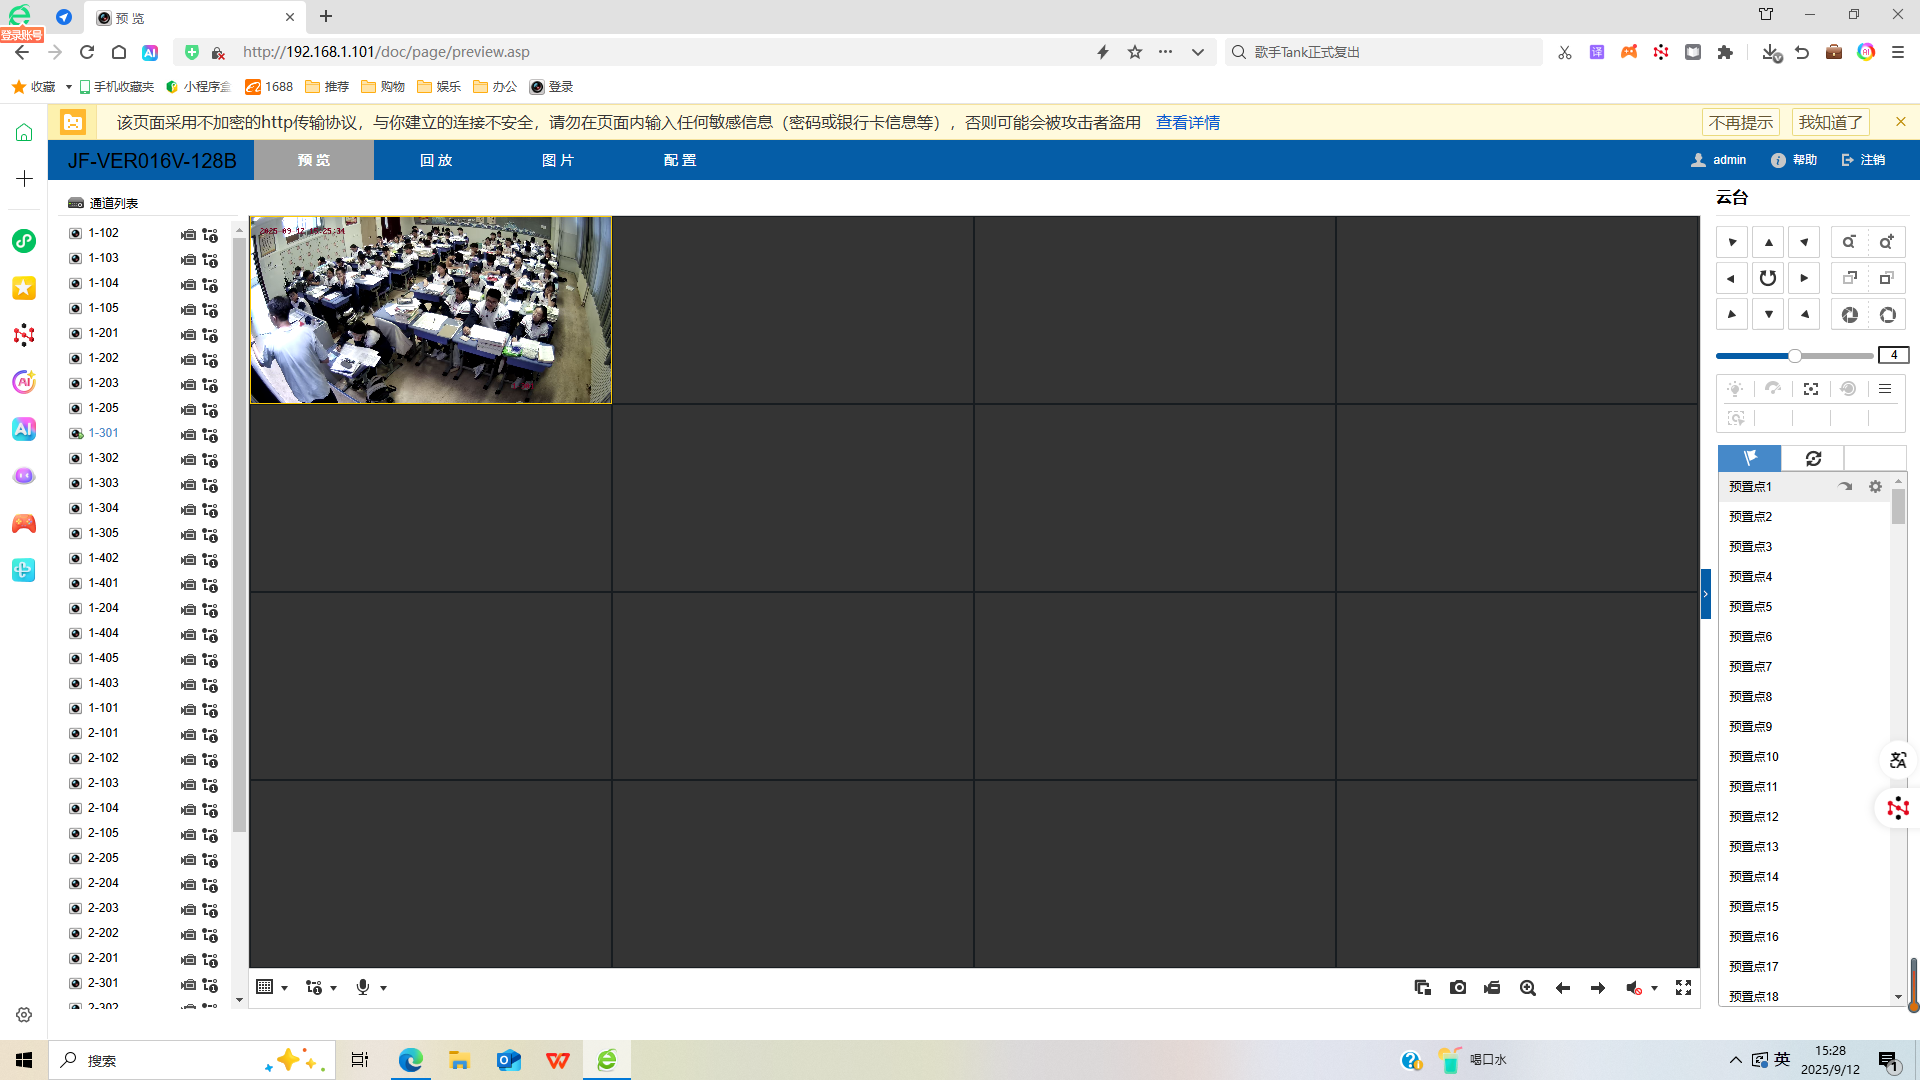 登录账号
预 览
http://192.168.1.101/doc/page/preview.asp
歌手Tank正式复出
收藏 手机收藏夹 小程序盒 1688 推荐 购物 娱乐 办公 登录
该页面采用不加密的http传输协议，与你建立的连接不安全，请勿在页面内输入任何敏感信息（密码或银行卡信息等），否则可能会被攻击者盗用 查看详情 不再提示 我知道了
JF-VER016V-128B 预 览 回 放 图 片 配 置 admin 帮助 注销
通道列表
1-102
1-103
1-104
1-105
1-201
1-202
1-203
1-205
1-301
1-302
1-303
1-304
1-305
1-402
1-401
1-204
1-404
1-405
1-403
1-101
2-101
2-102
2-103
2-104
2-105
2-205
2-204
2-203
2-202
2-201
2-301
2-302
云台
4
预置点1
预置点2
预置点3
预置点4
预置点5
预置点6
预置点7
预置点8
预置点9
预置点10
预置点11
预置点12
预置点13
预置点14
预置点15
预置点16
预置点17
预置点18
搜索
喝口水
英
15:28
2025/9/12